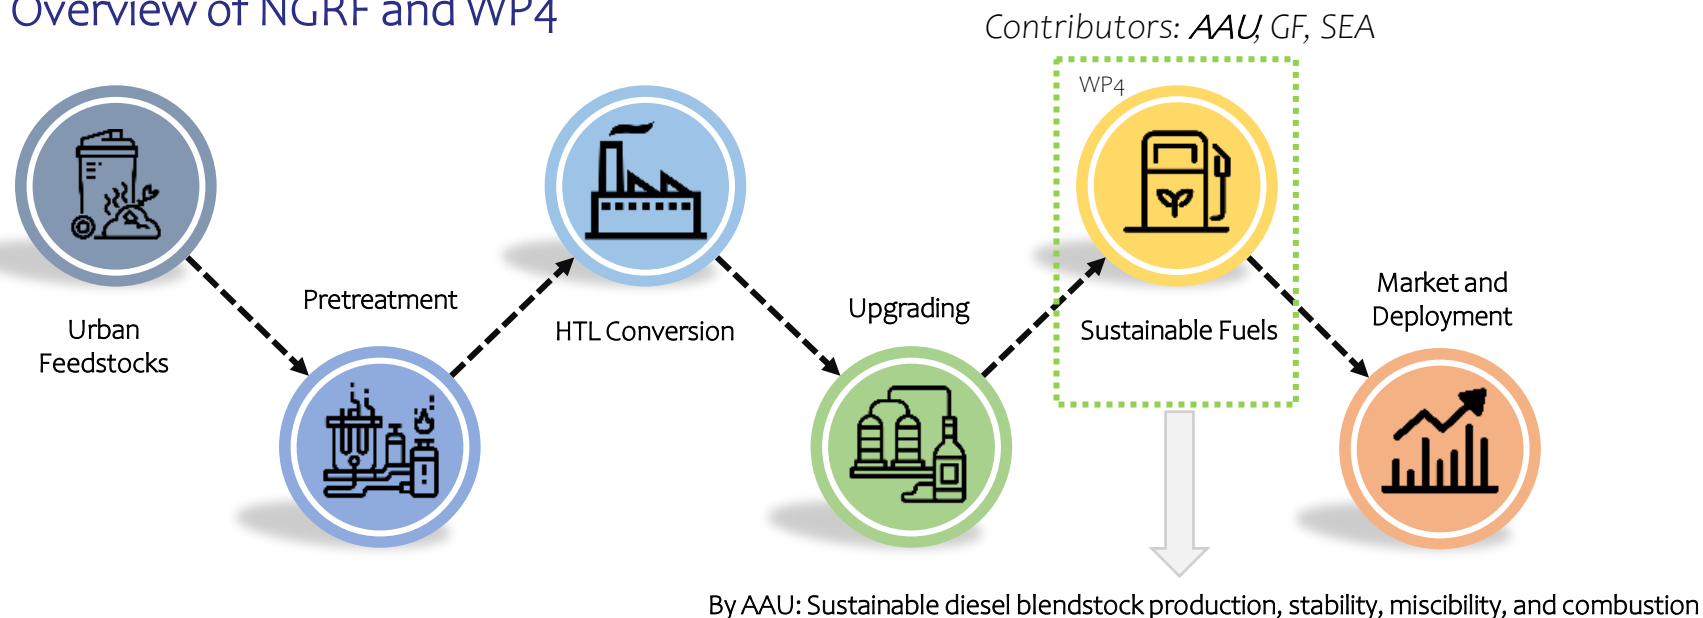 Overview of NGRF and WP4
Contributors: AAU, GF, SEA
WP4
Urban
Feedstocks
Pretreatment
HTL Conversion
Upgrading
Sustainable Fuels
Market and
Deployment
By AAU: Sustainable diesel blendstock production, stability, miscibility, and combustion